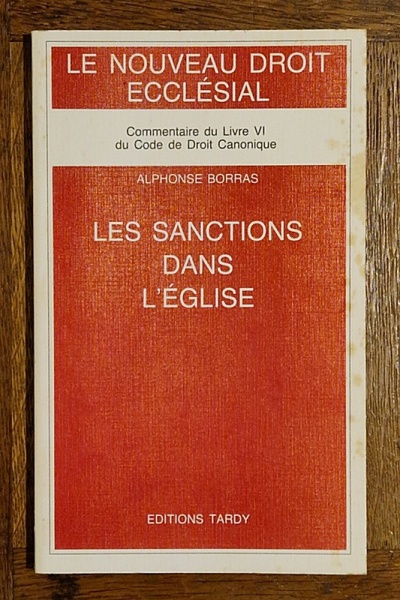 LE NOUVEAU DROIT
ECCLÉSIAL
Commentaire du Livre VI
du Code de Droit Canonique
ALPHONSE BORRAS
LES SANCTIONS
DANS
L'ÉGLISE
EDITIONS TARDY